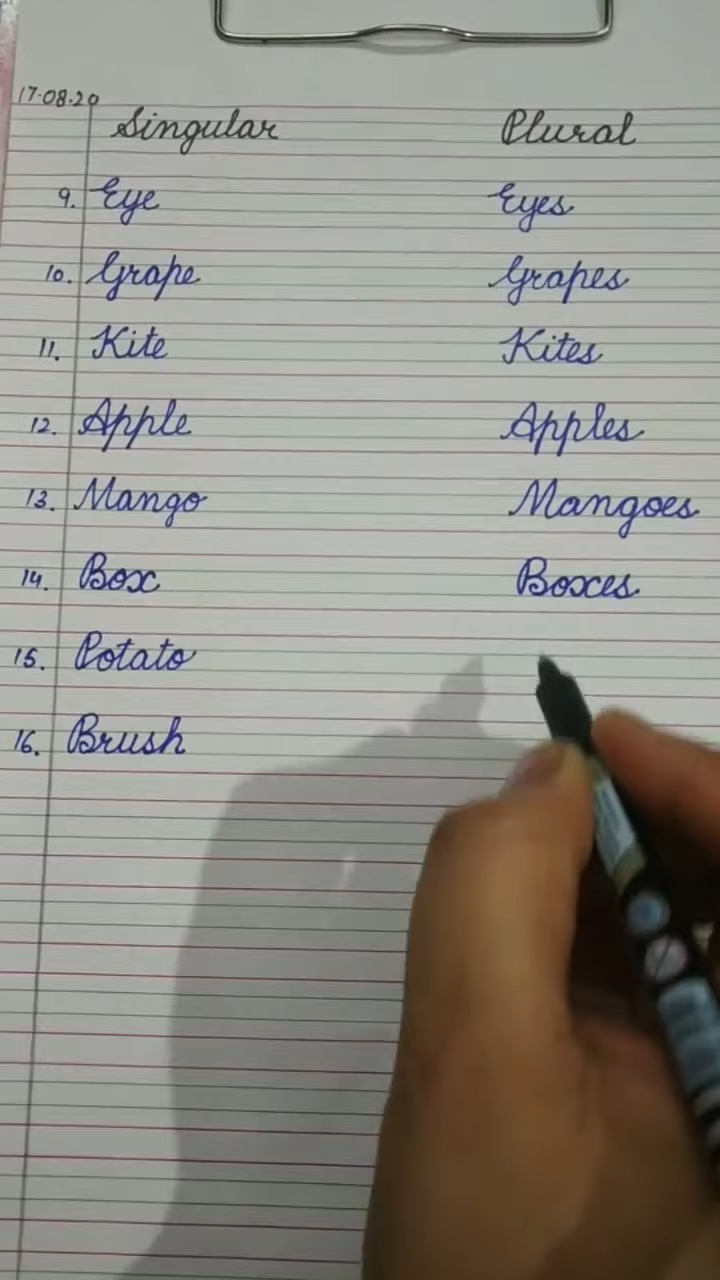 17.08.20
Singular Plural
9. Eye Eyes
10. Grape Grapes
11. Kite Kites
12. Apple Apples
13. Mango Mangoes
14. Box Boxes
15. Potato
16. Brush